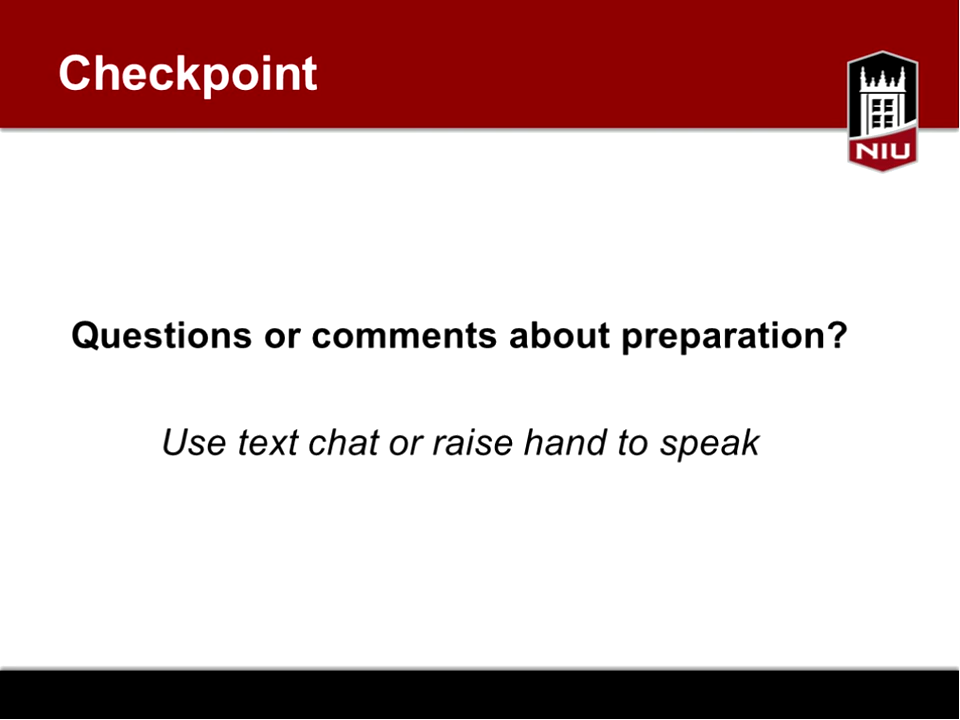 Checkpoint
NIU
Questions or comments about preparation?
Use text chat or raise hand to speak